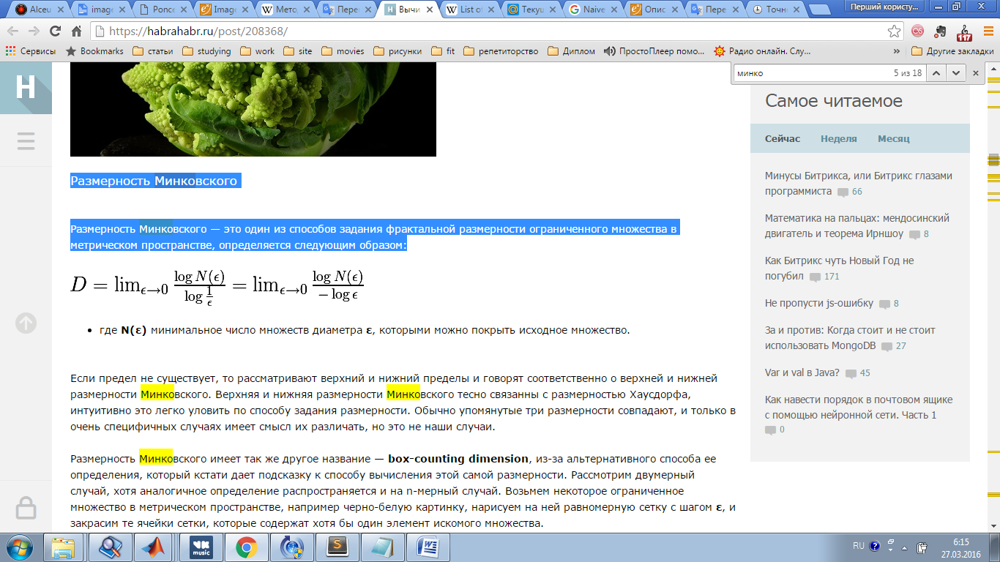 Alceu
image
Ponce
Image
Мето
Пере
Вычи
List o
Теку
Naive
Опис
Пере
Точн
Перший користу...
https://habrahabr.ru/post/208368/
117
Сервисы Bookmarks статьи studying work site movies рисунки fit репетиторство Диплом ПростоПлеер помо... Радио онлайн. Слу... » Другие закладки
минко 5 из 18
H
Размерность Минковского
Размерность Минковского — это один из способов задания фрактальной размерности ограниченного множества в
метрическом пространстве, определяется следующим образом:
D = lim_{ϵ→0} \frac{log N(ϵ)}{log \frac{1}{ϵ}} = lim_{ϵ→0} \frac{log N(ϵ)}{− log ϵ}
• где N(ε) минимальное число множеств диаметра ε, которыми можно покрыть исходное множество.
Если предел не существует, то рассматривают верхний и нижний пределы и говорят соответственно о верхней и нижней
размерности Минковского. Верхняя и нижняя размерности Минковского тесно связанны с размерностью Хаусдорфа,
интуитивно это легко уловить по способу задания размерности. Обычно упомянутые три размерности совпадают, и только в
очень специфичных случаях имеет смысл их различать, но это не наши случаи.
Размерность Минковского имеет так же другое название — box-counting dimension, из-за альтернативного способа ее
определения, который кстати дает подсказку к способу вычисления этой самой размерности. Рассмотрим двумерный
случай, хотя аналогичное определение распространяется и на n-мерный случай. Возьмем некоторое ограниченное
множество в метрическом пространстве, например черно-белую картинку, нарисуем на ней равномерную сетку с шагом ε, и
закрасим те ячейки сетки, которые содержат хотя бы один элемент искомого множества.
Самое читаемое
Сейчас Неделя Месяц
Минусы Битрикса, или Битрикс глазами
программиста 66
Математика на пальцах: мендосинский
двигатель и теорема Ирншоу 8
Как Битрикс чуть Новый Год не
погубил 171
Не пропусти js-ошибку 8
За и против: Когда стоит и не стоит
использовать MongoDB 27
Var и val в Java? 45
Как навести порядок в почтовом ящике
с помощью нейронной сети. Часть 1
0
music
RU
6:15
27.03.2016